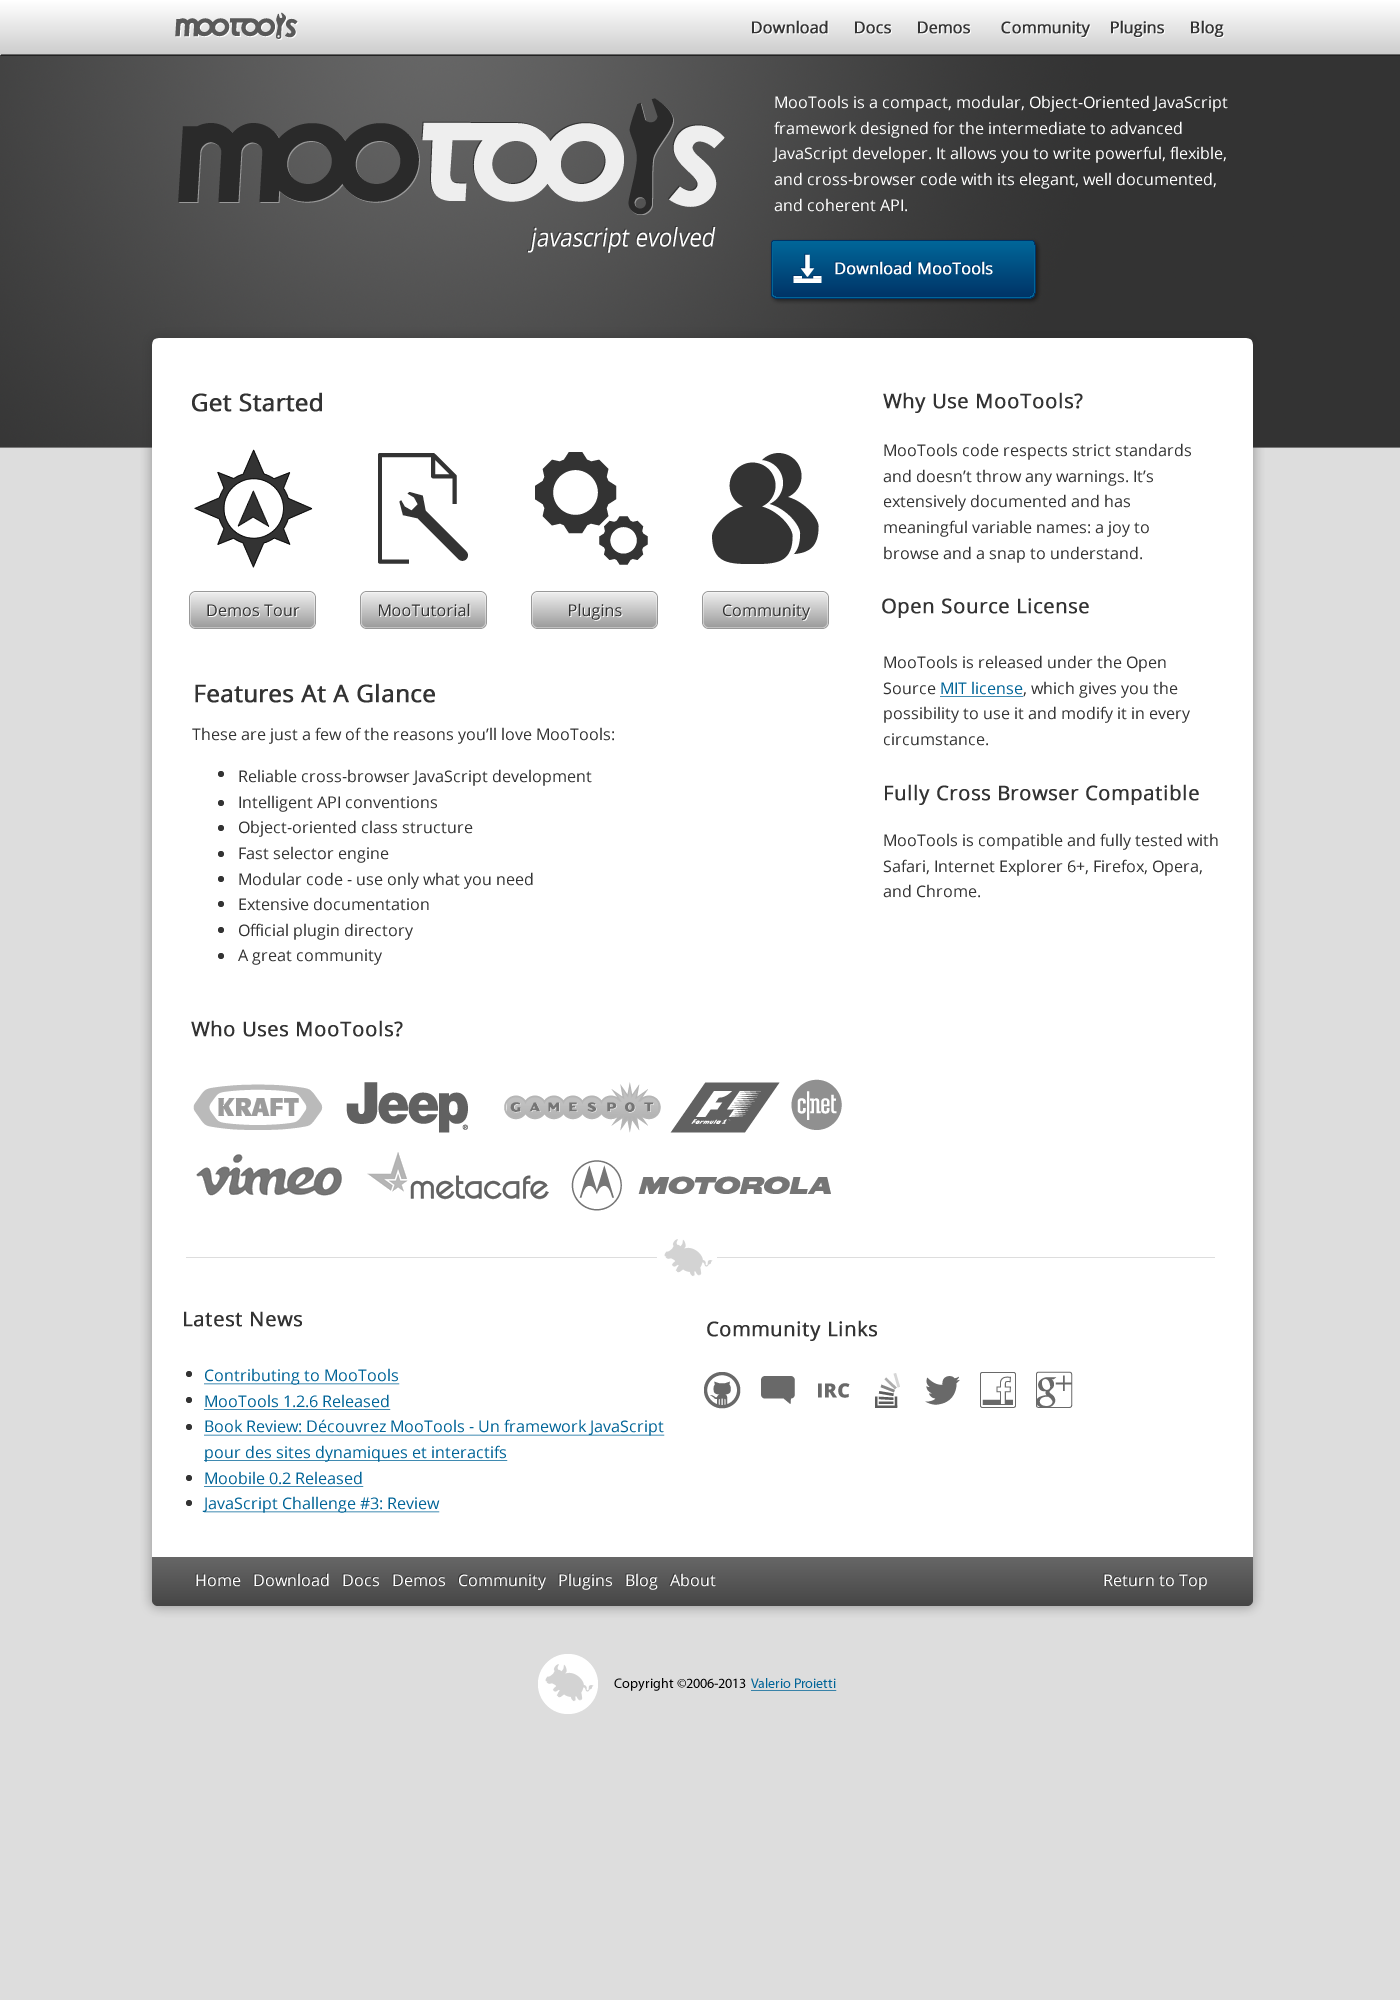 mootools
Download Docs Demos Community Plugins Blog
mootools
javascript evolved
MooTools is a compact, modular, Object-Oriented JavaScript
framework designed for the intermediate to advanced
JavaScript developer. It allows you to write powerful, flexible,
and cross-browser code with its elegant, well documented,
and coherent API.
Download MooTools
Get Started
Demos Tour
MooTutorial
Plugins
Community
Features At A Glance
These are just a few of the reasons you’ll love MooTools:
• Reliable cross-browser JavaScript development
• Intelligent API conventions
• Object-oriented class structure
• Fast selector engine
• Modular code - use only what you need
• Extensive documentation
• Official plugin directory
• A great community
Why Use MooTools?
MooTools code respects strict standards
and doesn’t throw any warnings. It’s
extensively documented and has
meaningful variable names: a joy to
browse and a snap to understand.
Open Source License
MooTools is released under the Open
Source MIT license, which gives you the
possibility to use it and modify it in every
circumstance.
Fully Cross Browser Compatible
MooTools is compatible and fully tested with
Safari, Internet Explorer 6+, Firefox, Opera,
and Chrome.
Who Uses MooTools?
KRAFT Jeep® GAMESPOT F1 Formula 1 c|net
vimeo metacafe MOTOROLA
Latest News
• Contributing to MooTools
• MooTools 1.2.6 Released
• Book Review: Découvrez MooTools - Un framework JavaScript
pour des sites dynamiques et interactifs
• Moobile 0.2 Released
• JavaScript Challenge #3: Review
Community Links
IRC f g+
Home Download Docs Demos Community Plugins Blog About
Return to Top
Copyright ©2006-2013 Valerio Proietti